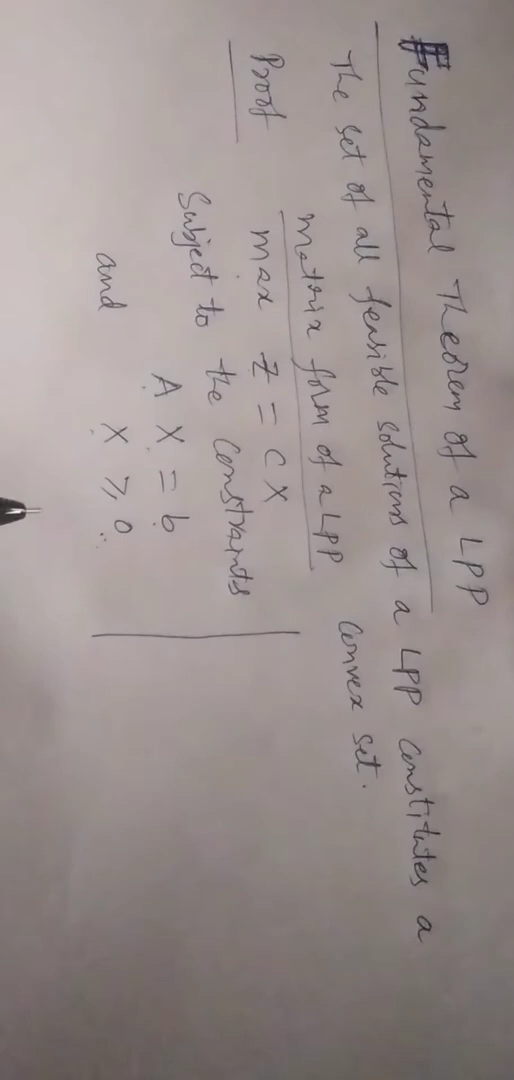 Fundamental Theorem of a LPP
The set of all feasible solutions of a LPP constitutes a
convex set.
Proof
matrix form of a LPP
max Z = CX
Subject to the constraints
A X = b
and X ≥ 0